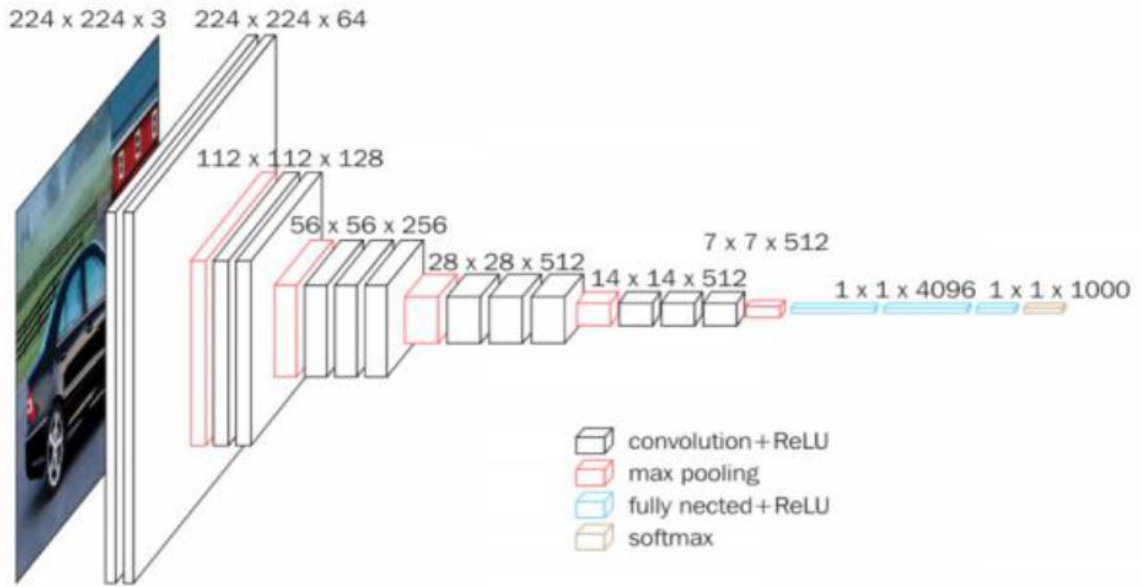 224 x 224 x 3
224 x 224 x 64
112 x 112 x 128
56 x 56 x 256
28 x 28 x 512
14 x 14 x 512
7 x 7 x 512
1 x 1 x 4096
1 x 1 x 1000
convolution+ReLU
max pooling
fully nected+ReLU
softmax